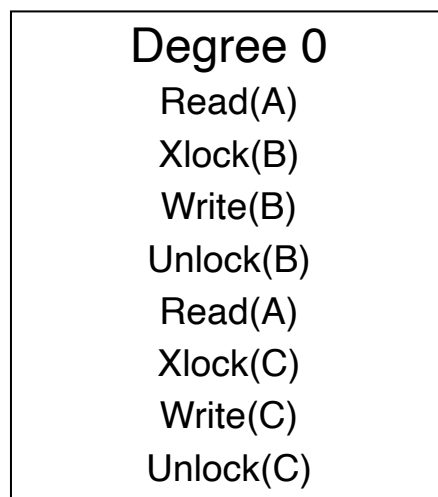 Degree 0
Read(A)
Xlock(B)
Write(B)
Unlock(B)
Read(A)
Xlock(C)
Write(C)
Unlock(C)